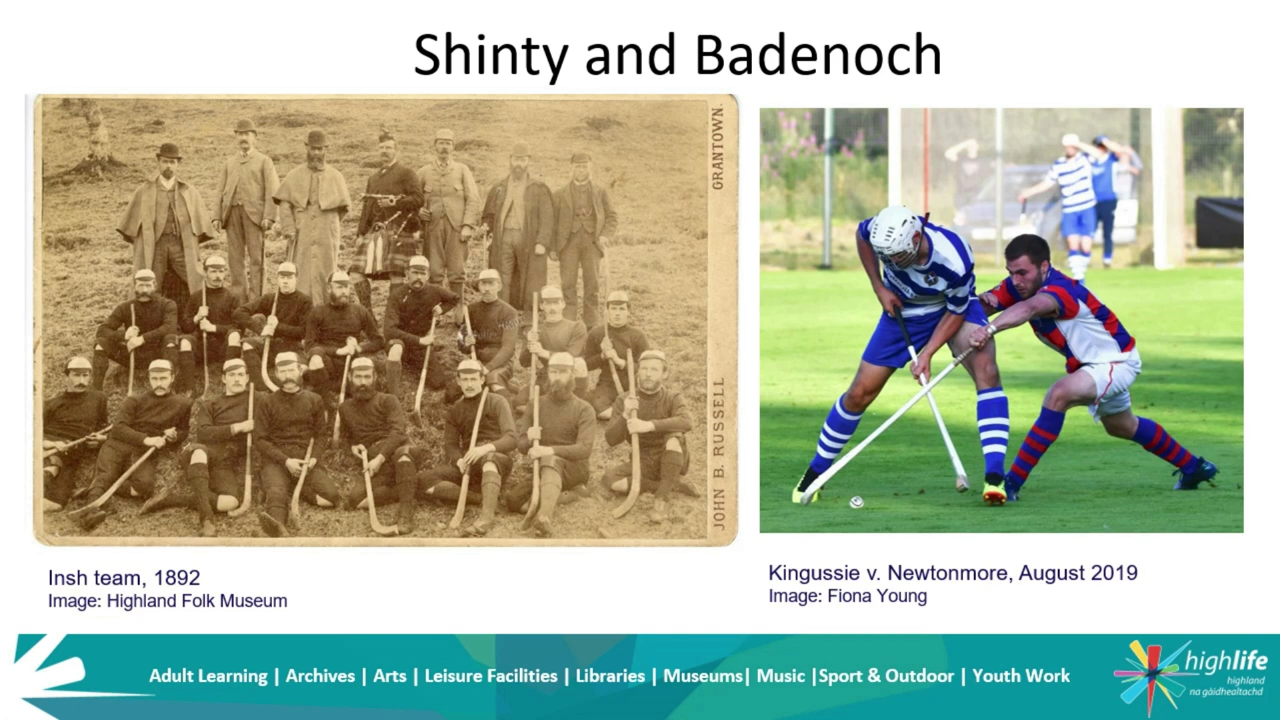 Shinty and Badenoch
GRANTOWN.
JOHN B. RUSSELL
Insh team, 1892
Image: Highland Folk Museum
Kingussie v. Newtonmore, August 2019
Image: Fiona Young
Adult Learning | Archives | Arts | Leisure Facilities | Libraries | Museums| Music |Sport & Outdoor | Youth Work
highlife
highland
na gàidhealtachd